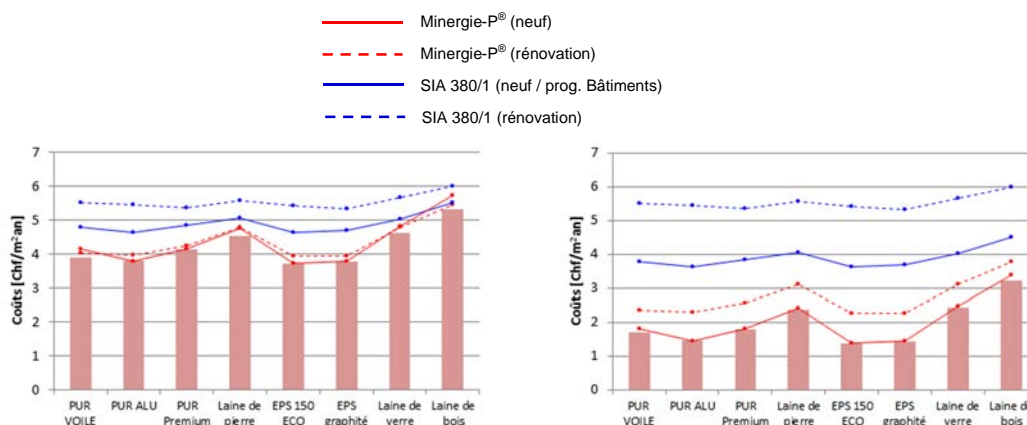 Minergie-P® (neuf)
Minergie-P® (rénovation)
SIA 380/1 (neuf / prog. Bâtiments)
SIA 380/1 (rénovation)
Coûts [Chf/m²an]
7
6
5
4
3
2
1
0
PUR VOILE
PUR ALU
PUR Premium
Laine de pierre
EPS 150 ECO
EPS graphité
Laine de verre
Laine de bois
Coûts [Chf/m²an]
7
6
5
4
3
2
1
0
PUR VOILE
PUR ALU
PUR Premium
Laine de pierre
EPS 150 ECO
EPS graphité
Laine de verre
Laine de bois